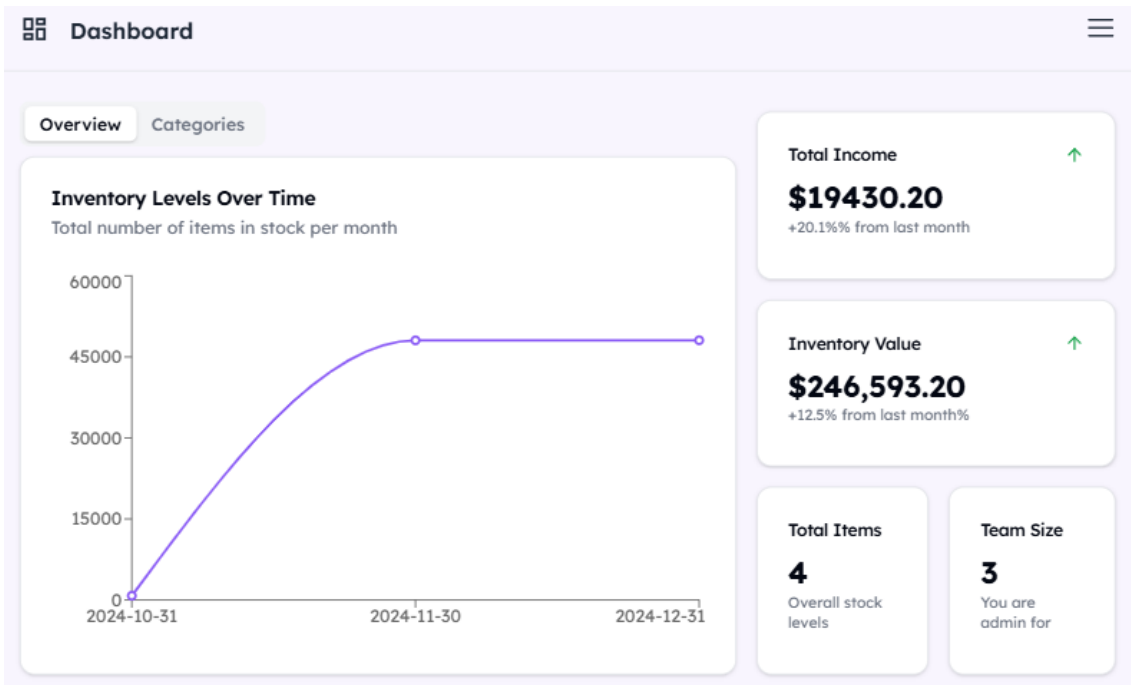 Dashboard
Overview Categories
Inventory Levels Over Time
Total number of items in stock per month
60000
45000
30000
15000
0
2024-10-31 2024-11-30 2024-12-31
Total Income
$19430.20
+20.1%% from last month
Inventory Value
$246,593.20
+12.5% from last month%
Total Items
4
Overall stock
levels
Team Size
3
You are
admin for